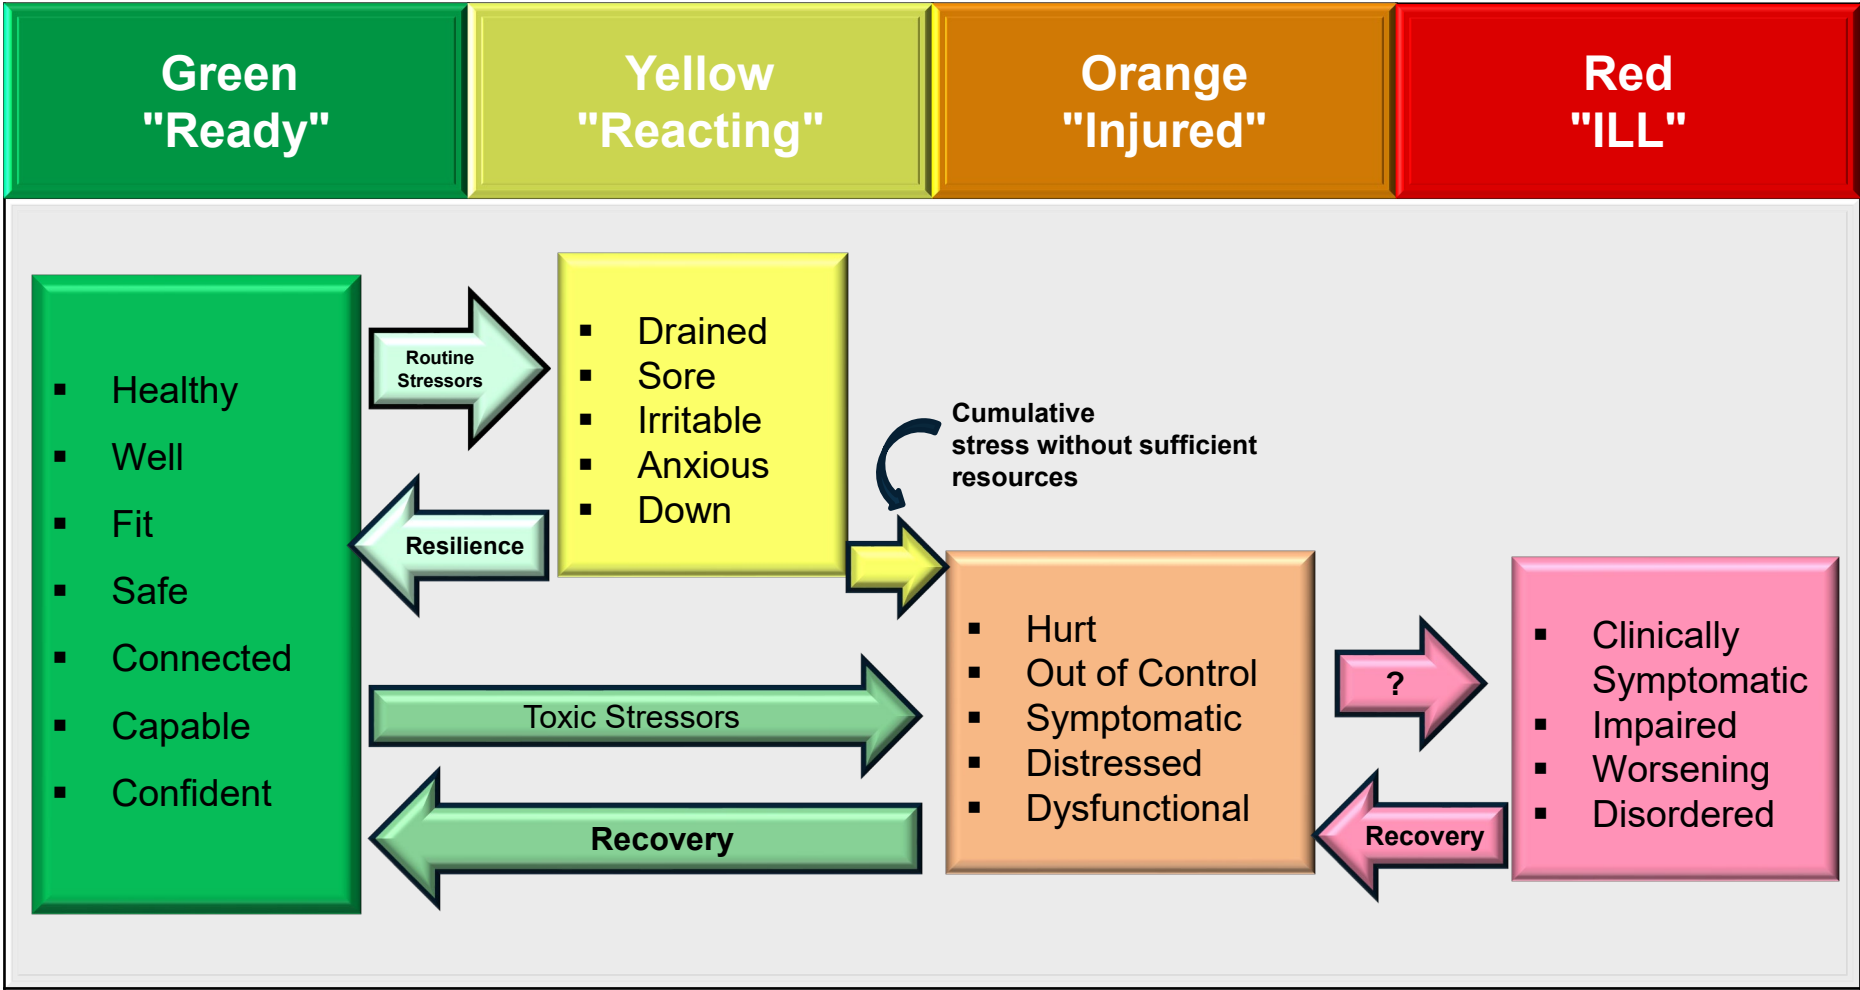 Green
"Ready"
Yellow
"Reacting"
Orange
"Injured"
Red
"ILL"
▪ Healthy
▪ Well
▪ Fit
▪ Safe
▪ Connected
▪ Capable
▪ Confident
Routine
Stressors
Resilience
▪ Drained
▪ Sore
▪ Irritable
▪ Anxious
▪ Down
Cumulative
stress without sufficient
resources
Toxic Stressors
Recovery
▪ Hurt
▪ Out of Control
▪ Symptomatic
▪ Distressed
▪ Dysfunctional
?
Recovery
▪ Clinically
Symptomatic
▪ Impaired
▪ Worsening
▪ Disordered